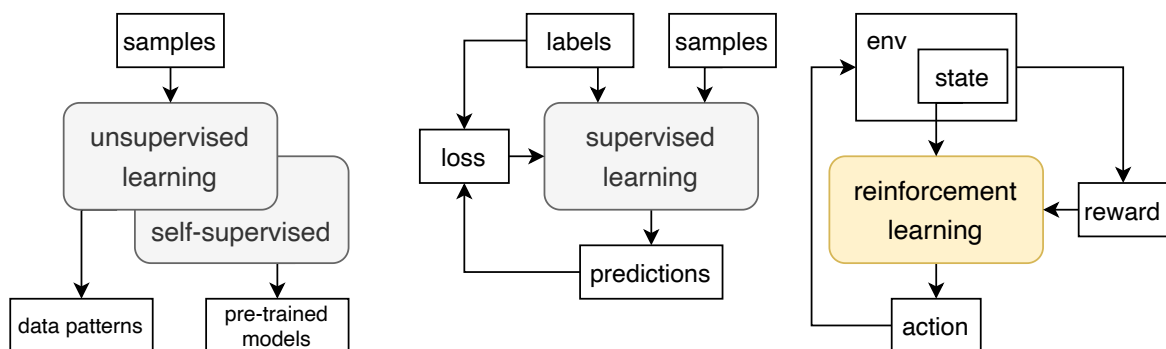 samples
unsupervised
learning
self-supervised
data patterns
pre-trained
models
labels
samples
loss
supervised
learning
predictions
env
state
reinforcement
learning
reward
action